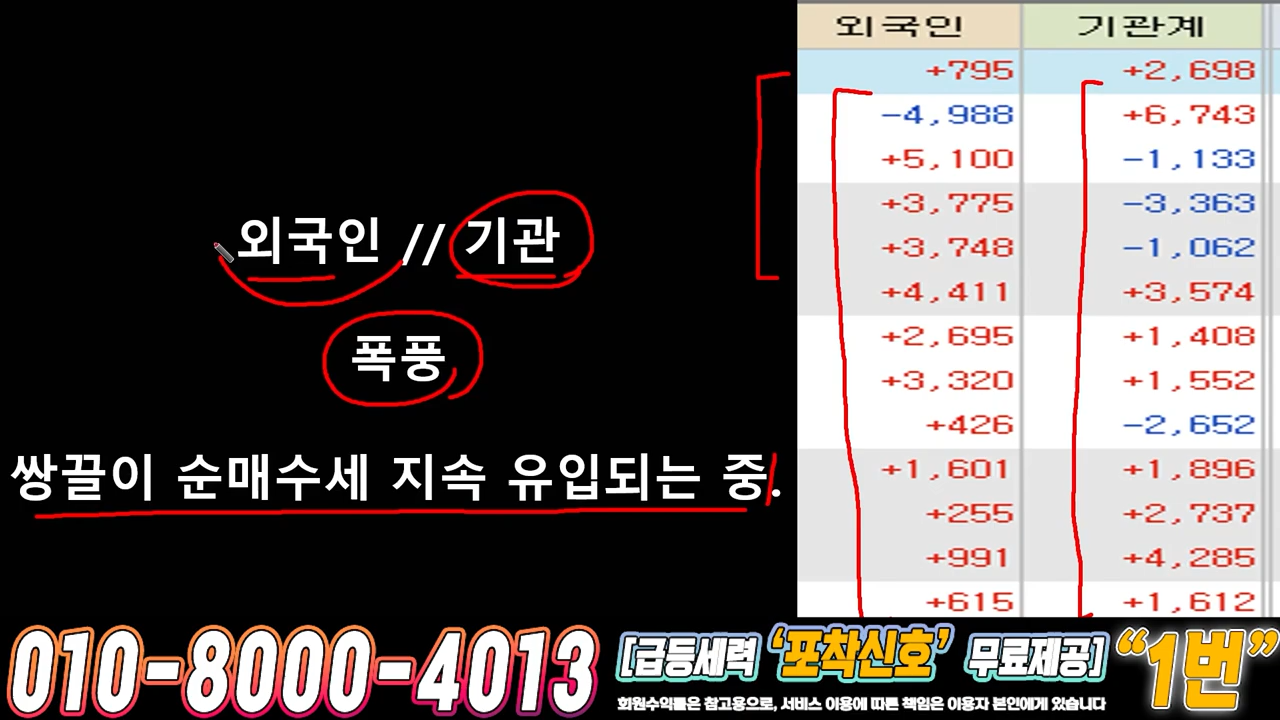 외국인 // 기관
폭풍
쌍끌이 순매수세 지속 유입되는 중.
외국인 기관계
+795 +2,698
-4,988 +6,743
+5,100 -1,133
+3,775 -3,363
+3,748 -1,062
+4,411 +3,574
+2,695 +1,408
+3,320 +1,552
+426 -2,652
+1,601 +1,896
+255 +2,737
+991 +4,285
+615 +1,612
010-8000-4013 [급등세력 '포착신호' 무료제공] "1번"
회원수익률은 참고용으로, 서비스 이용에 따른 책임은 이용자 본인에게 있습니다